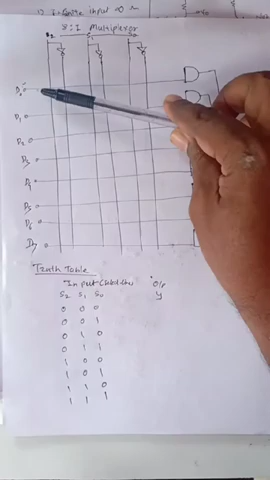 8:1 Multiplexer
S2 S1 S0
D0
D1
D2
D3
D4
D5
D6
D7
Truth Table
Input o/p
S2 S1 S0 y
0 0 0
0 0 1
0 1 0
0 1 1
1 0 0
1 0 1
1 1 0
1 1 1